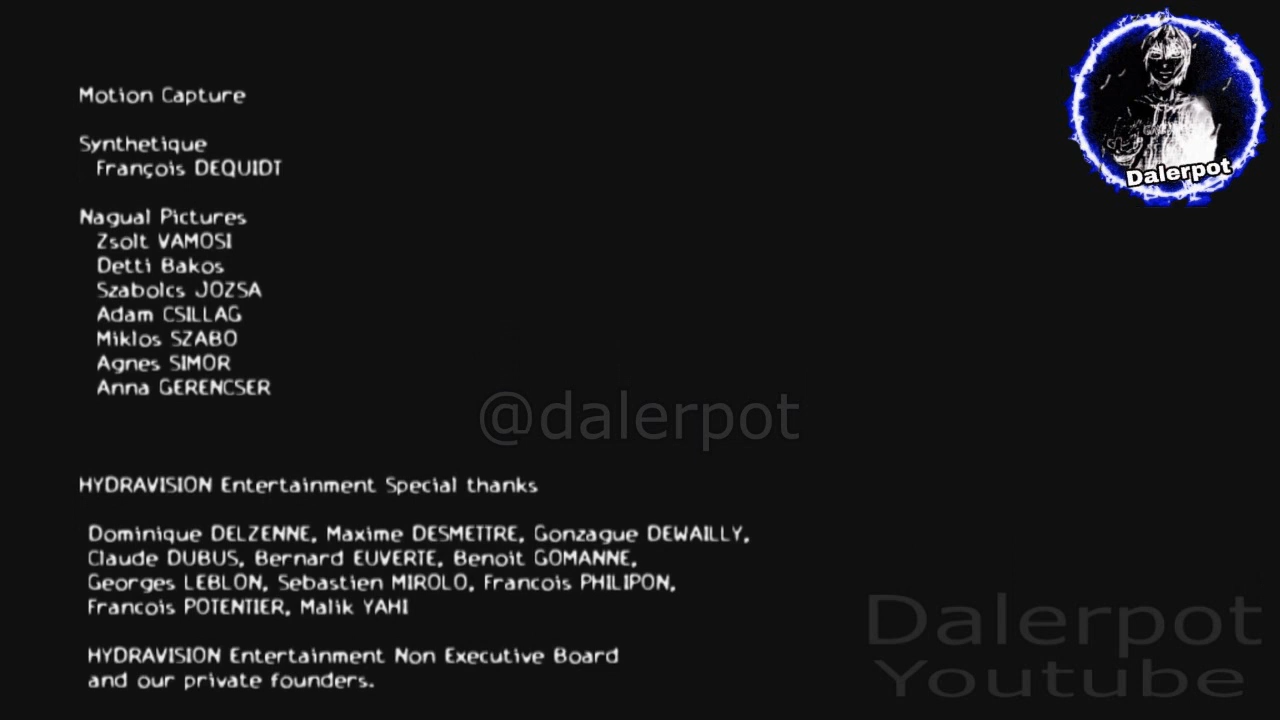 Motion Capture
Synthetique
François DEQUIDT
Nagual Pictures
Zsolt VAMOSI
Detti Bakos
Szabolcs JOZSA
Adam CSILLAG
Miklos SZABO
Agnes SIMOR
Anna GERENCSER
HYDRAVISION Entertainment Special thanks
Dominique DELZENNE, Maxime DESMETTRE, Gonzague DEWAILLY,
Claude DUBUS, Bernard EUVERTE, Benoit GOMANNE,
Georges LEBLON, Sebastien MIROLO, Francois PHILIPON,
Francois POTENTIER, Malik YAHI
HYDRAVISION Entertainment Non Executive Board
and our private founders.
Dalerpot
@dalerpot
Dalerpot
Youtube